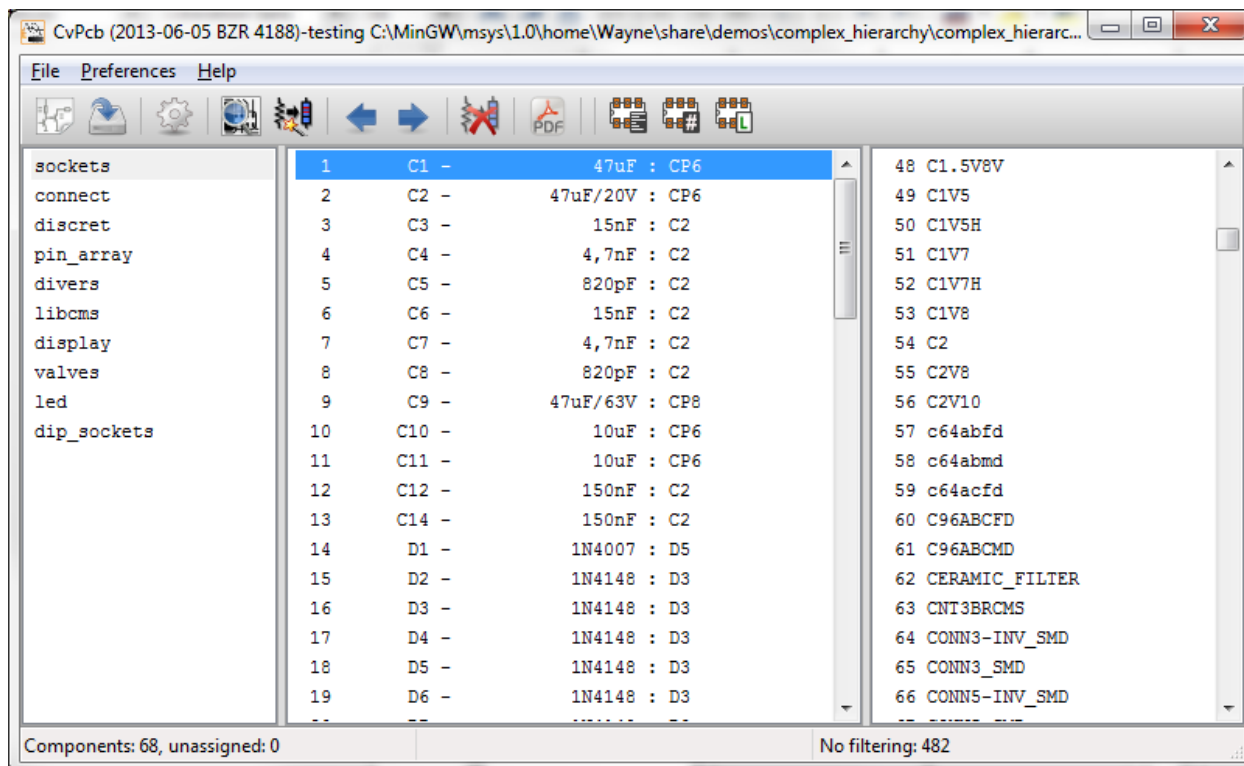 CvPcb (2013-06-05 BZR 4188)-testing C:\MinGW\msys\1.0\home\Wayne\share\demos\complex_hierarchy\complex_hierarc...
File Preferences Help
PDF
#
L
sockets
connect
discret
pin_array
divers
libcms
display
valves
led
dip_sockets
1 C1 - 47uF : CP6
2 C2 - 47uF/20V : CP6
3 C3 - 15nF : C2
4 C4 - 4,7nF : C2
5 C5 - 820pF : C2
6 C6 - 15nF : C2
7 C7 - 4,7nF : C2
8 C8 - 820pF : C2
9 C9 - 47uF/63V : CP8
10 C10 - 10uF : CP6
11 C11 - 10uF : CP6
12 C12 - 150nF : C2
13 C14 - 150nF : C2
14 D1 - 1N4007 : D5
15 D2 - 1N4148 : D3
16 D3 - 1N4148 : D3
17 D4 - 1N4148 : D3
18 D5 - 1N4148 : D3
19 D6 - 1N4148 : D3
48 C1.5V8V
49 C1V5
50 C1V5H
51 C1V7
52 C1V7H
53 C1V8
54 C2
55 C2V8
56 C2V10
57 c64abfd
58 c64abmd
59 c64acfd
60 C96ABCFD
61 C96ABCMD
62 CERAMIC_FILTER
63 CNT3BRCMS
64 CONN3-INV_SMD
65 CONN3_SMD
66 CONN5-INV_SMD
Components: 68, unassigned: 0
No filtering: 482